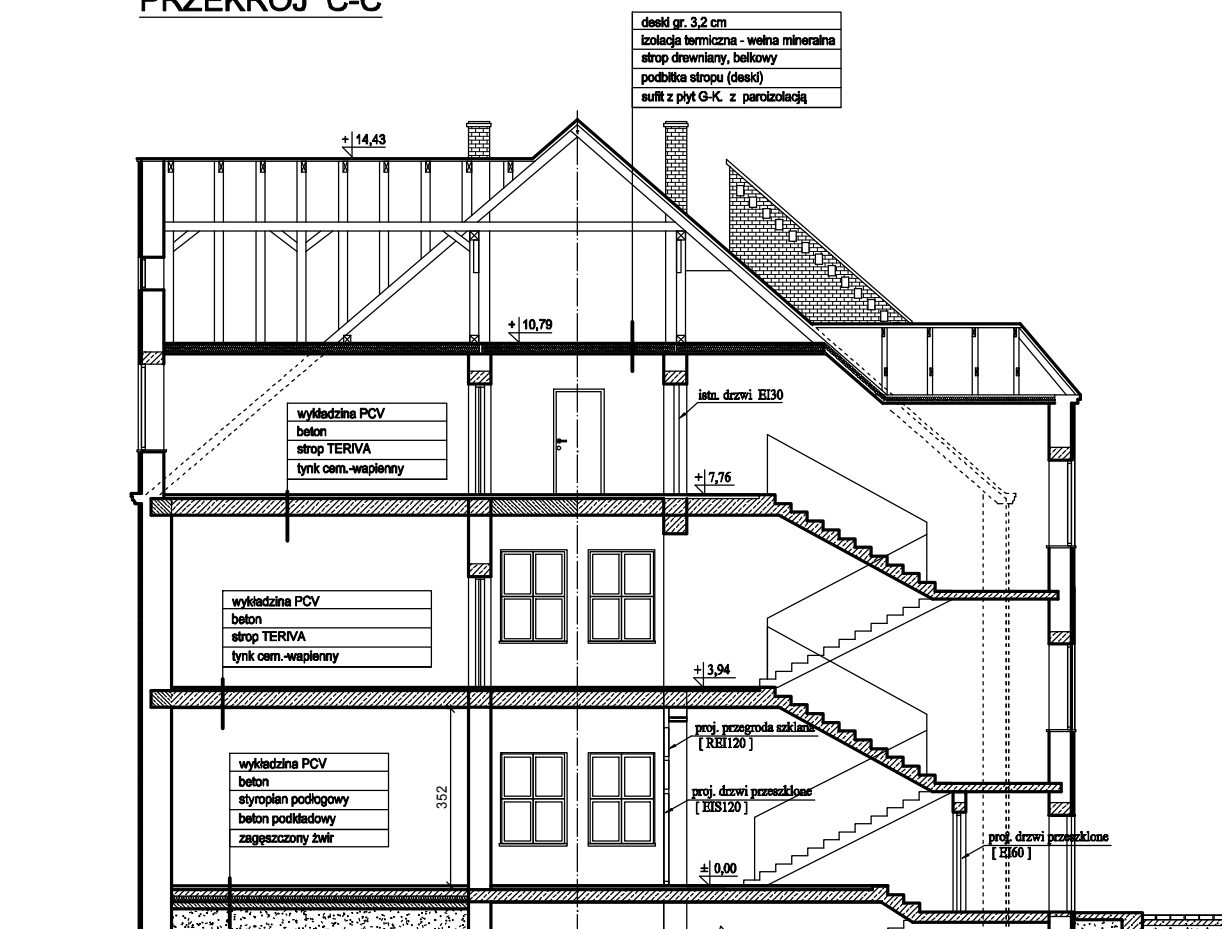 PRZEKRÓJ C-C
deski gr. 3,2 cm
izolacja termiczna - wełna mineralna
strop drewniany, belkowy
podbitka stropu (deski)
sufit z płyt G-K. z paroizolacją
+ 14,43
+ 10,79
istn. drzwi EI30
wykładzina PCV
beton
strop TERIVA
tynk cem.-wapienny
+ 7,76
wykładzina PCV
beton
strop TERIVA
tynk cem.-wapienny
+ 3,94
proj. przegroda szklana
[ REI120 ]
wykładzina PCV
beton
styropian podłogowy
beton podkładowy
zagęszczony żwir
352
proj. drzwi przeszklone
[ EIS120 ]
proj. drzwi przeszklone
[ EI60 ]
± 0,00